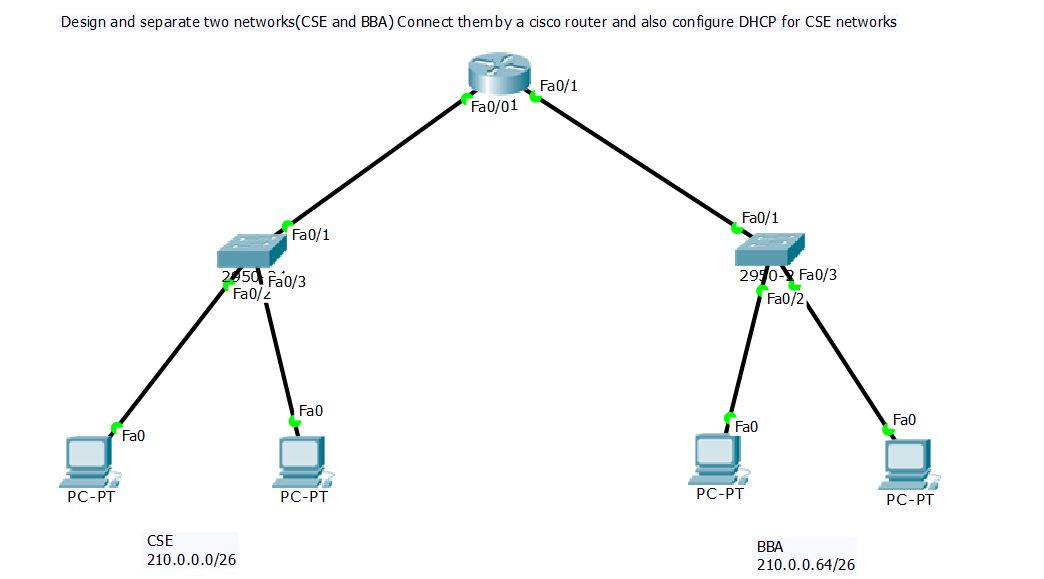 Design and separate two networks(CSE and BBA) Connect them by a cisco router and also configure DHCP for CSE networks
Fa0/1
Fa0/01
Fa0/1
Fa0/1
Fa0/3
Fa0/2
Fa0/3
Fa0/2
Fa0
Fa0
Fa0
Fa0
PC-PT
PC-PT
PC-PT
PC-PT
CSE
210.0.0.0/26
BBA
210.0.0.64/26